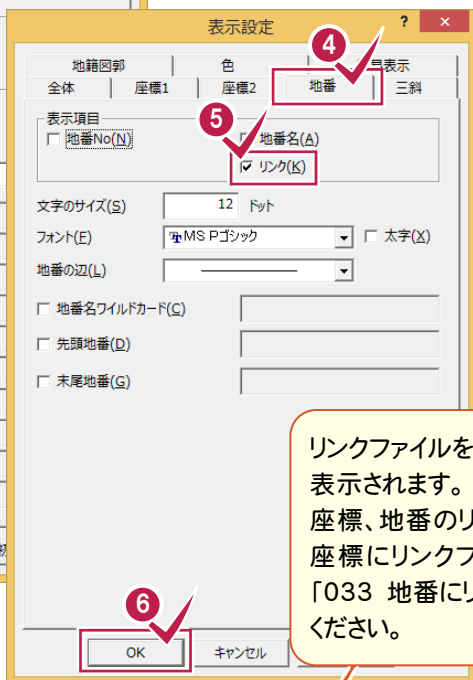 表示設定
? ×
4
地籍図郭 色 号表示
全体 座標1 座標2 地番 三斜
5
表示項目
地番No(N) 地番名(A)
リンク(K)
文字のサイズ(S) 12 ドット
フォント(F) MS Pゴシック 太字(X)
地番の辺(L)
地番名ワイルドカード(C)
先頭地番(D)
末尾地番(G)
リンクファイルを
表示されます。
座標、地番のリ
座標にリンクフ
「033 地番にリ
ください。
6
OK キャンセル